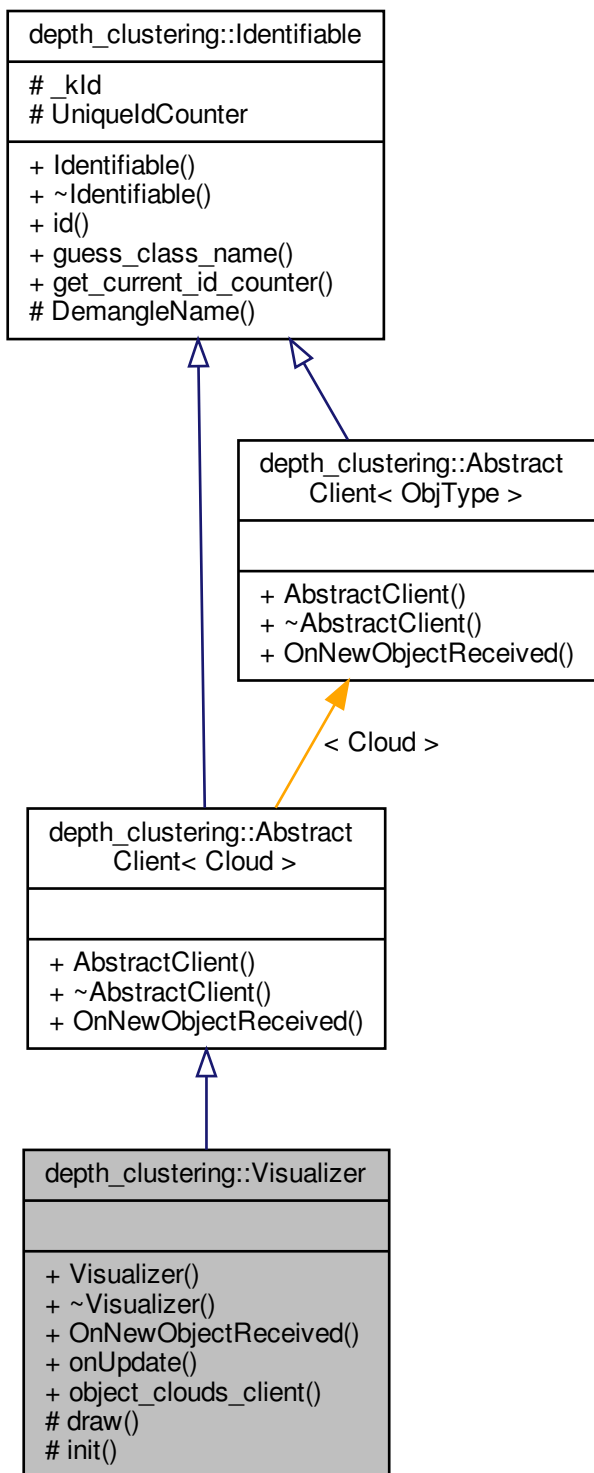 depth_clustering::Identifiable
# _kId
# UniqueIdCounter
+ Identifiable()
+ ~Identifiable()
+ id()
+ guess_class_name()
+ get_current_id_counter()
# DemangleName()
depth_clustering::Abstract
Client< ObjType >
+ AbstractClient()
+ ~AbstractClient()
+ OnNewObjectReceived()
< Cloud >
depth_clustering::Abstract
Client< Cloud >
+ AbstractClient()
+ ~AbstractClient()
+ OnNewObjectReceived()
depth_clustering::Visualizer
+ Visualizer()
+ ~Visualizer()
+ OnNewObjectReceived()
+ onUpdate()
+ object_clouds_client()
# draw()
# init()